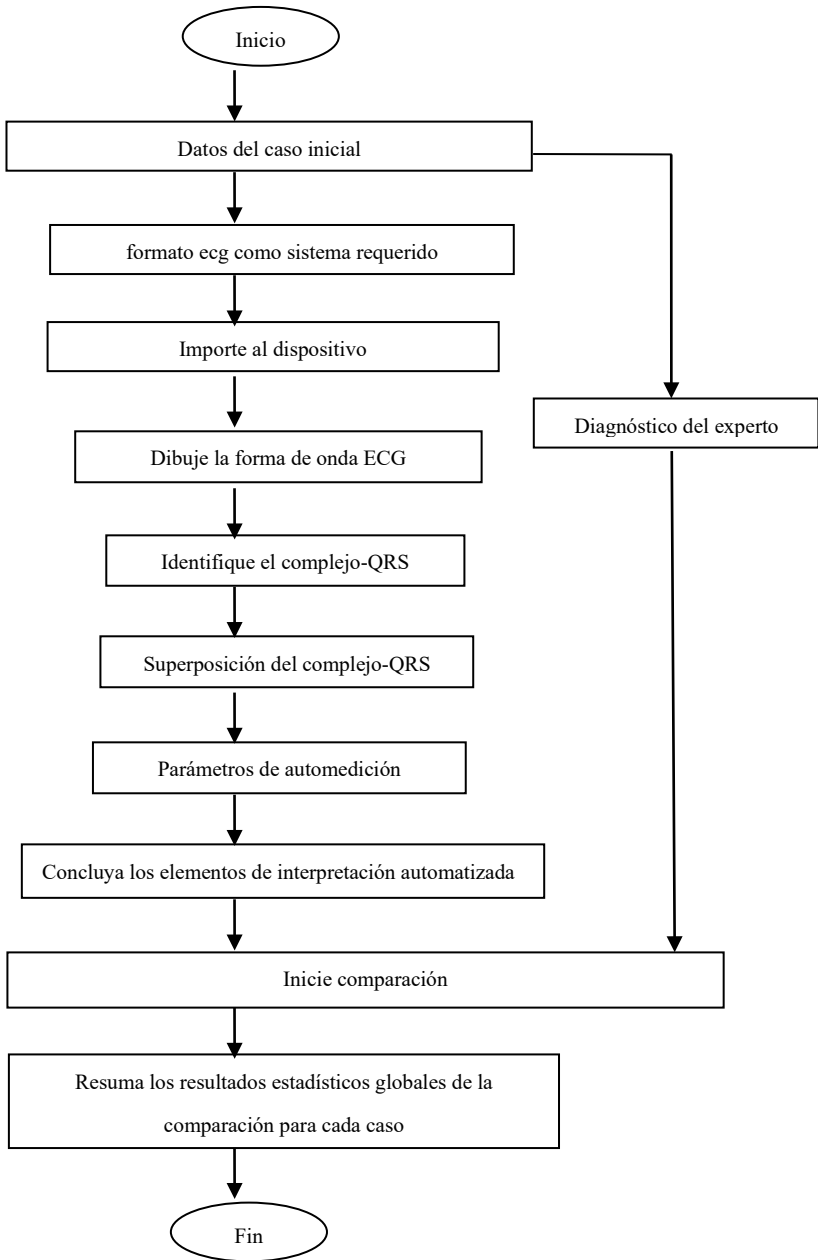 Inicio
Datos del caso inicial
formato ecg como sistema requerido
Importe al dispositivo
Diagnóstico del experto
Dibuje la forma de onda ECG
Identifique el complejo-QRS
Superposición del complejo-QRS
Parámetros de automedición
Concluya los elementos de interpretación automatizada
Inicie comparación
Resuma los resultados estadísticos globales de la
comparación para cada caso
Fin